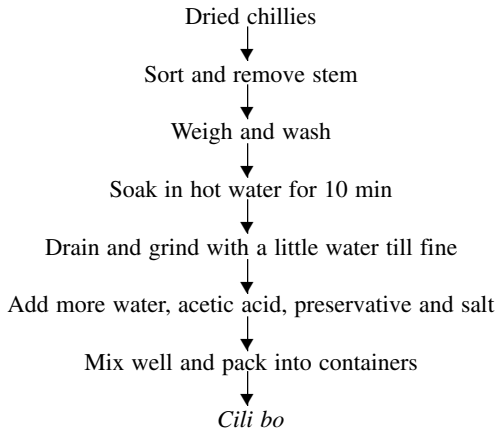 Dried chillies
Sort and remove stem
Weigh and wash
Soak in hot water for 10 min
Drain and grind with a little water till fine
Add more water, acetic acid, preservative and salt
Mix well and pack into containers
Cili bo